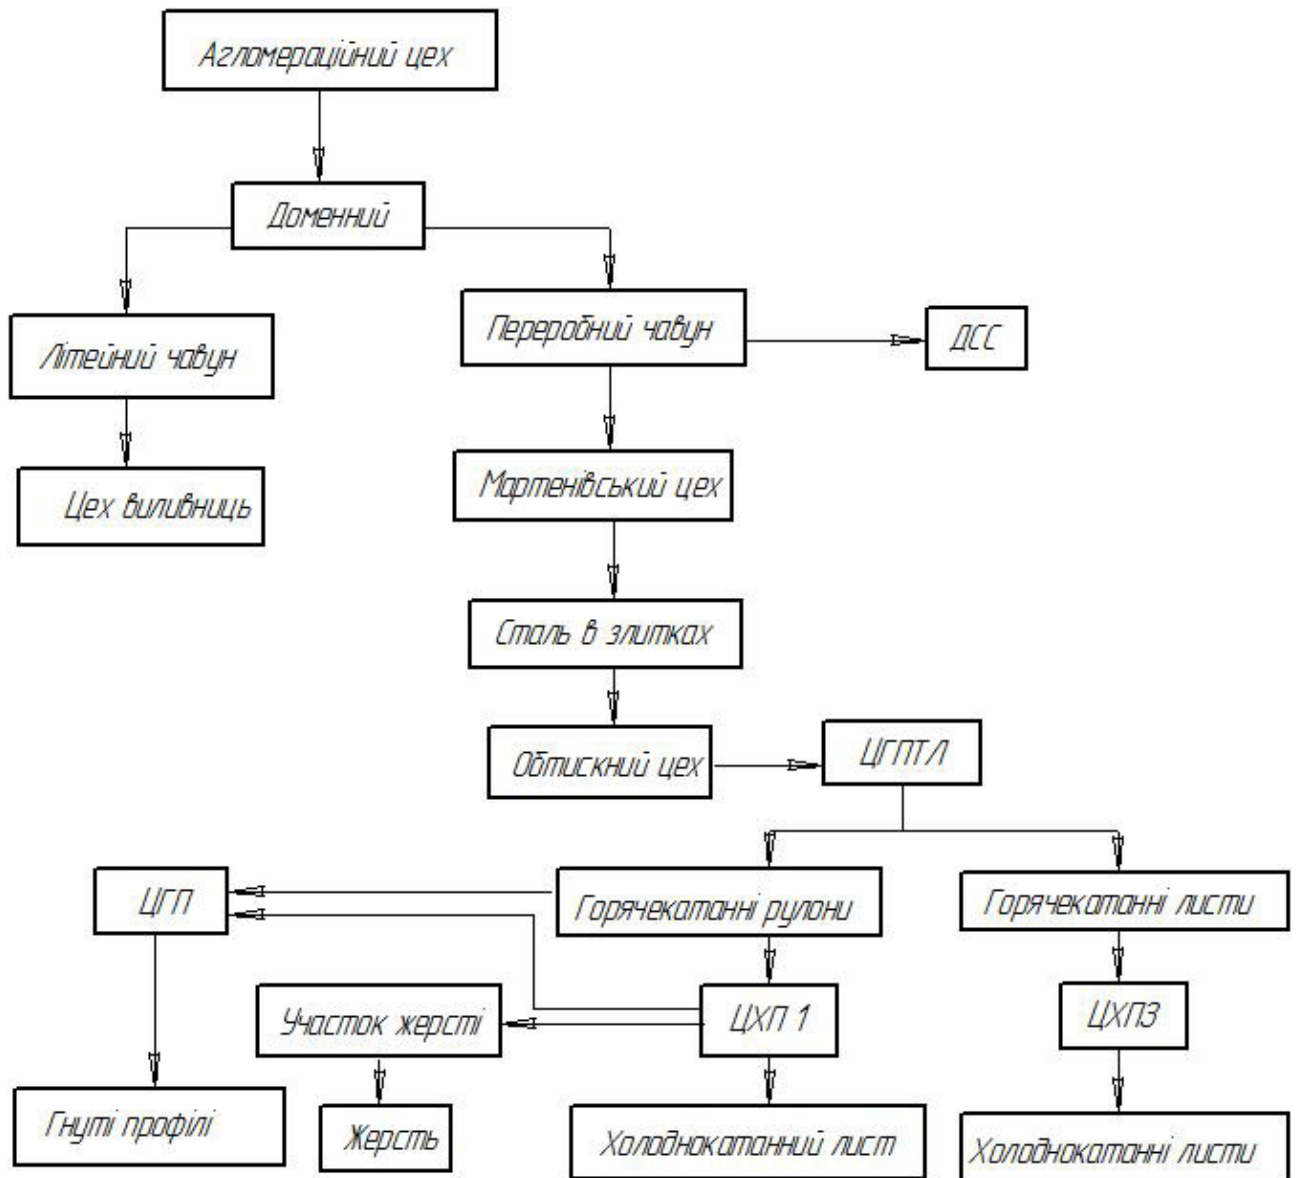 Агломераційний цех
Доменний
Літейний чавун
Переробний чавун
ДСС
Цех виливниць
Мартенівський цех
Сталь в злитках
Обтискний цех
ЦГПТЛ
ЦГП
Горячекатанні рулони
Горячекатанні листи
Участок жерсті
ЦХП 1
ЦХП3
Гнуті профілі
Жерсть
Холоднокатанний лист
Холоднокатанні листи